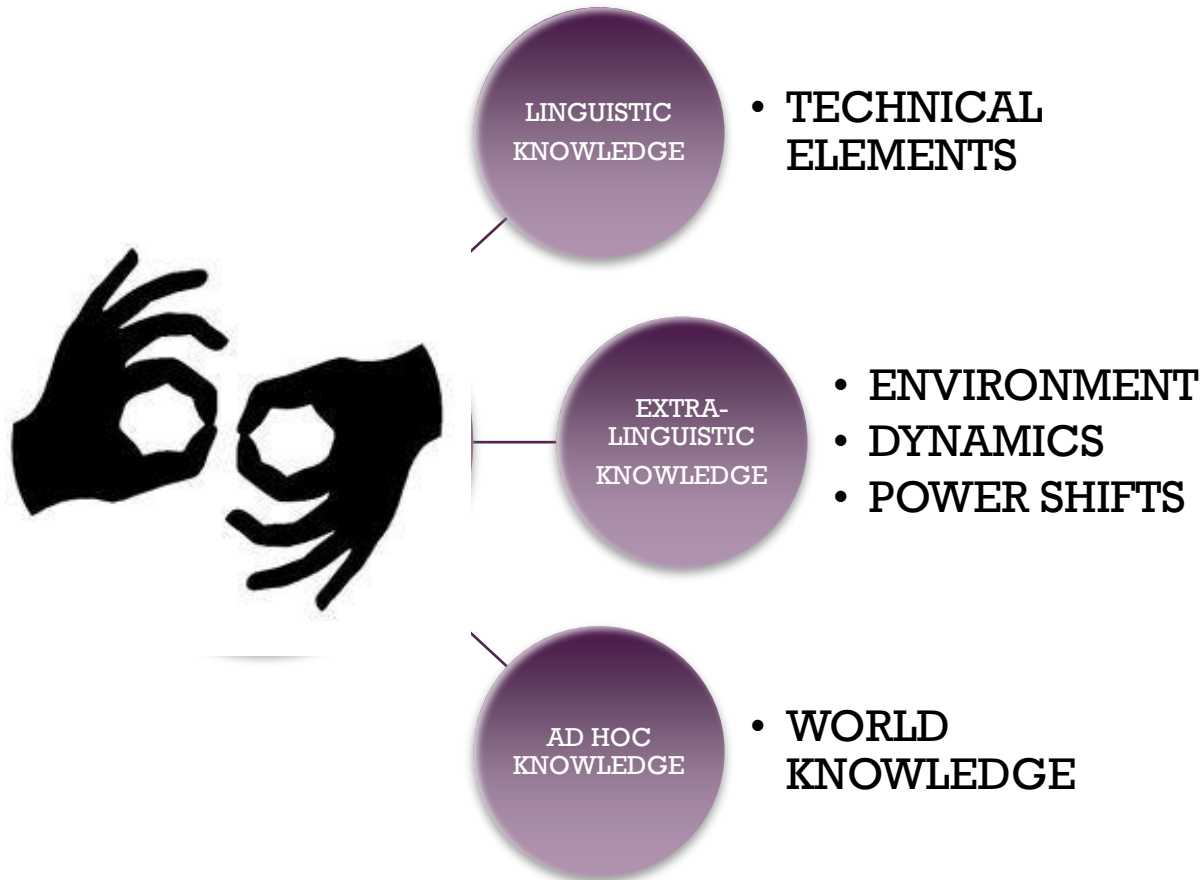 LINGUISTIC
KNOWLEDGE
• TECHNICAL
ELEMENTS
EXTRA-
LINGUISTIC
KNOWLEDGE
• ENVIRONMENT
• DYNAMICS
• POWER SHIFTS
AD HOC
KNOWLEDGE
• WORLD
KNOWLEDGE